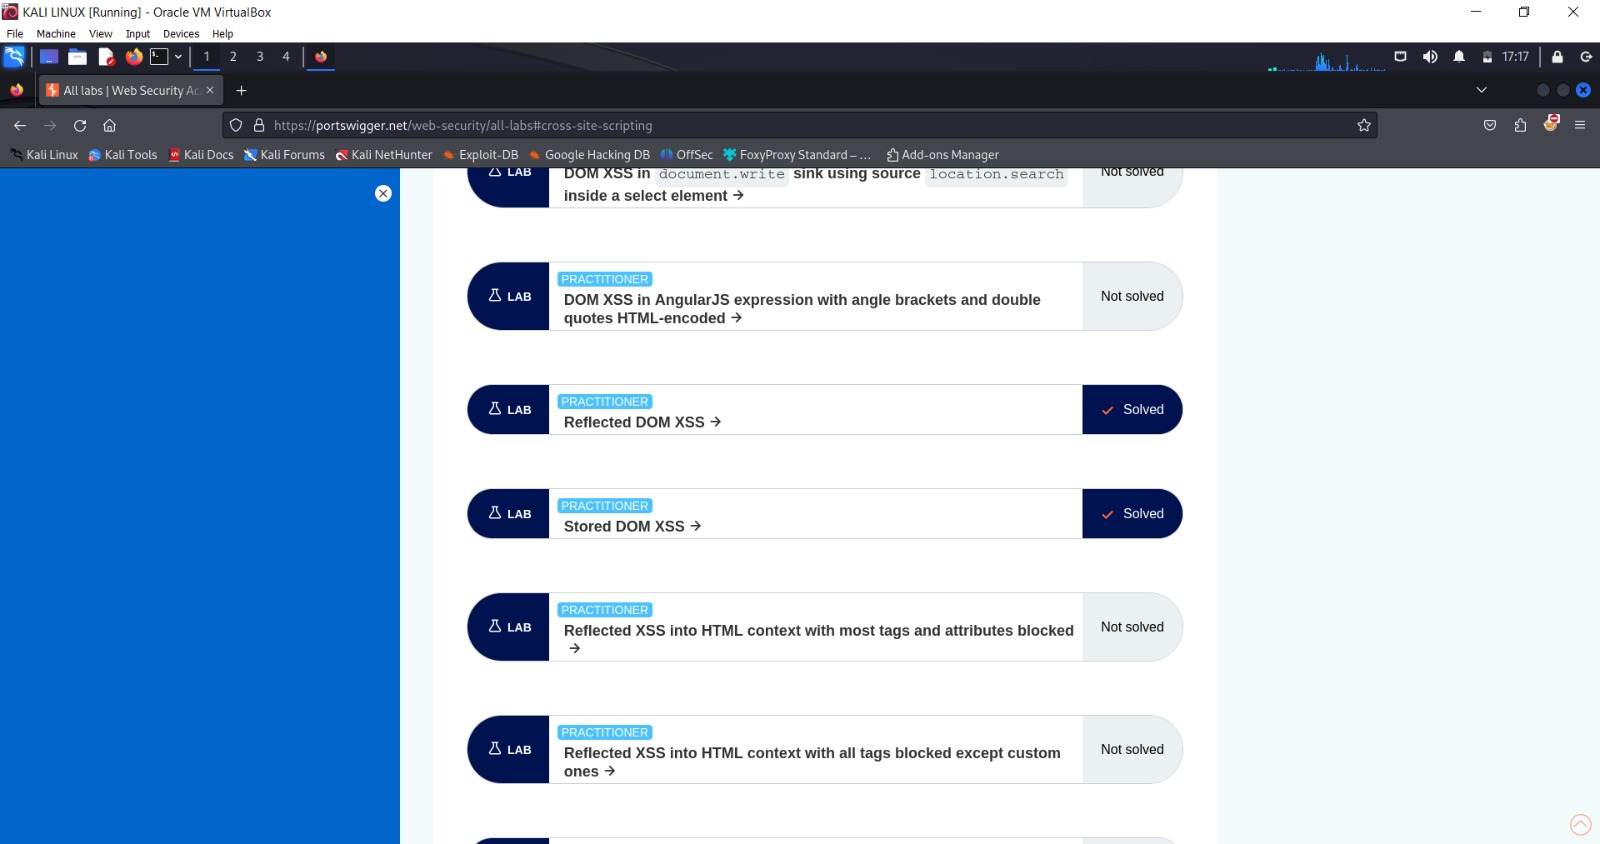 KALI LINUX [Running] - Oracle VM VirtualBox
File Machine View Input Devices Help
1 2 3 4 17:17
All labs | Web Security Ac
https://portswigger.net/web-security/all-labs#cross-site-scripting
Kali Linux Kali Tools Kali Docs Kali Forums Kali NetHunter Exploit-DB Google Hacking DB OffSec FoxyProxy Standard – ... Add-ons Manager
LAB DOM XSS in document.write sink using source location.search Not solved
inside a select element →
PRACTITIONER
LAB DOM XSS in AngularJS expression with angle brackets and double Not solved
quotes HTML-encoded →
PRACTITIONER
LAB Reflected DOM XSS → Solved
PRACTITIONER
LAB Stored DOM XSS → Solved
PRACTITIONER
LAB Reflected XSS into HTML context with most tags and attributes blocked Not solved
→
PRACTITIONER
LAB Reflected XSS into HTML context with all tags blocked except custom Not solved
ones →